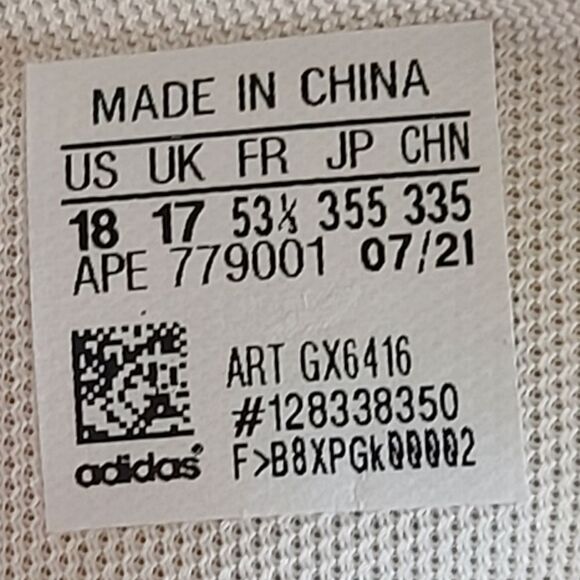 MADE IN CHINA
US UK FR JP CHN
18 17 53⅓ 355 335
APE 779001 07/21
ART GX6416
#128338350
adidas
F>B8XPGk00002